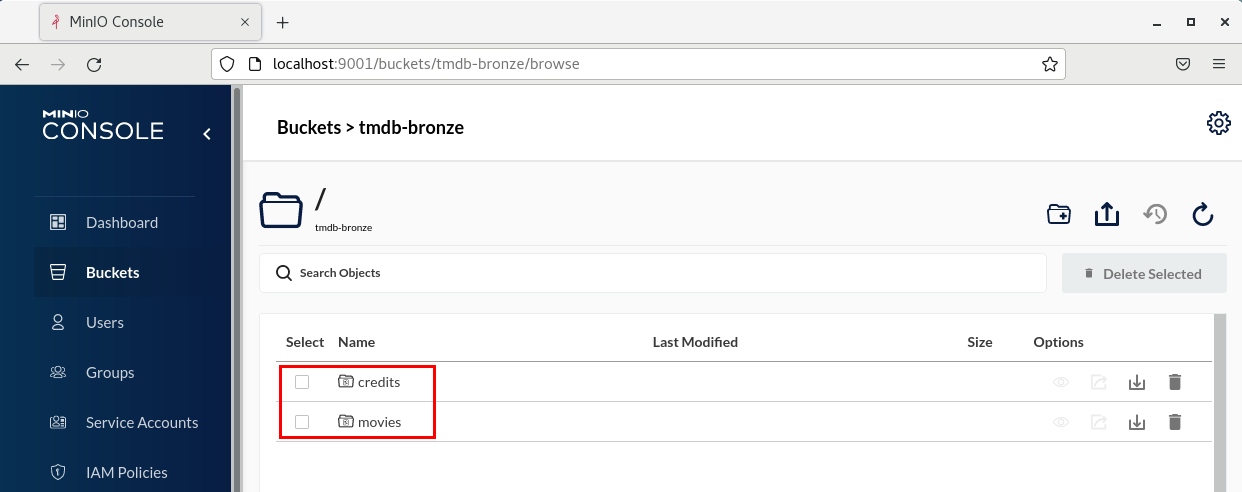 MinIO Console
localhost:9001/buckets/tmdb-bronze/browse
MINIO
CONSOLE
Buckets > tmdb-bronze
/
tmdb-bronze
Dashboard
Buckets
Users
Groups
Service Accounts
IAM Policies
Search Objects
Delete Selected
Select Name Last Modified Size Options
credits
movies